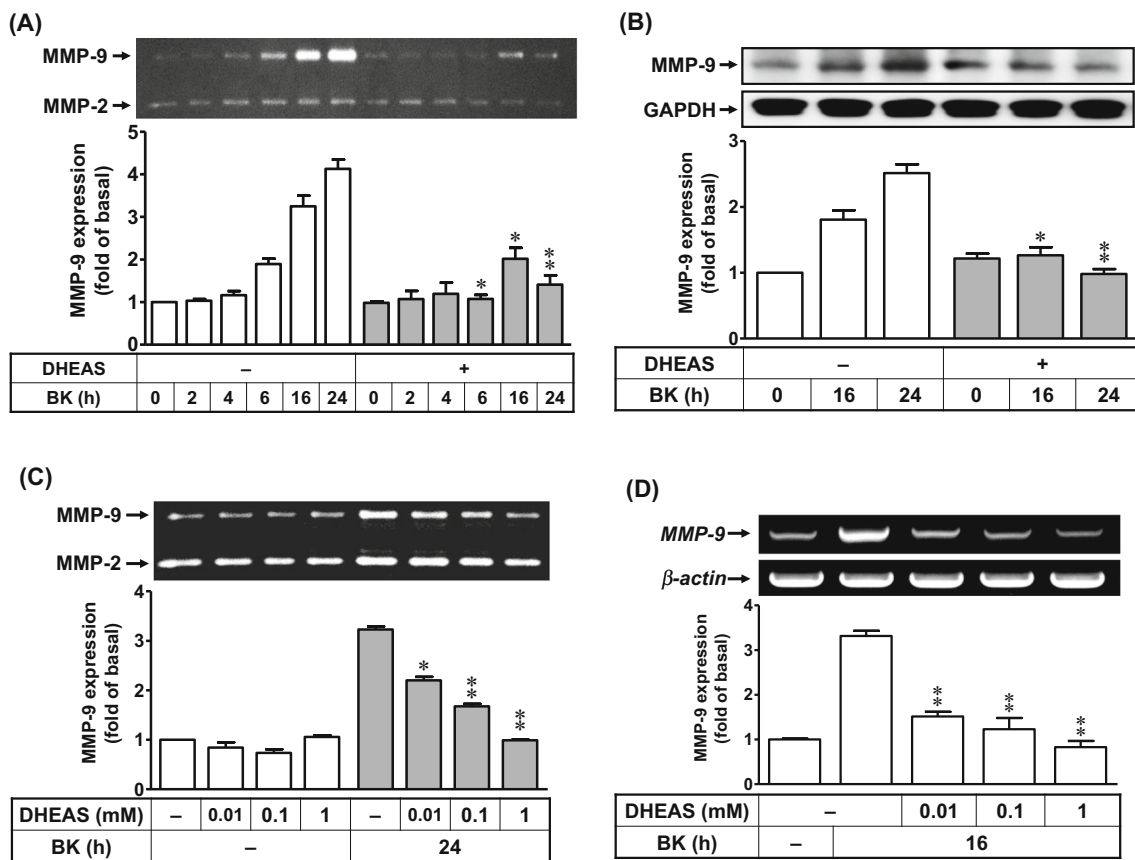 (A)
MMP-9
MMP-2
MMP-9 expression
(fold of basal)
5
4
3
2
1
0
*
*
**
DHEAS – +
BK (h) 0 2 4 6 16 24 0 2 4 6 16 24
(B)
MMP-9
GAPDH
MMP-9 expression
(fold of basal)
3
2
1
0
*
**
DHEAS – +
BK (h) 0 16 24 0 16 24
(C)
MMP-9
MMP-2
MMP-9 expression
(fold of basal)
4
3
2
1
0
*
**
**
DHEAS (mM) – 0.01 0.1 1 – 0.01 0.1 1
BK (h) – 24
(D)
MMP-9
β-actin
MMP-9 expression
(fold of basal)
4
3
2
1
0
**
**
**
DHEAS (mM) – 0.01 0.1 1
BK (h) – 16